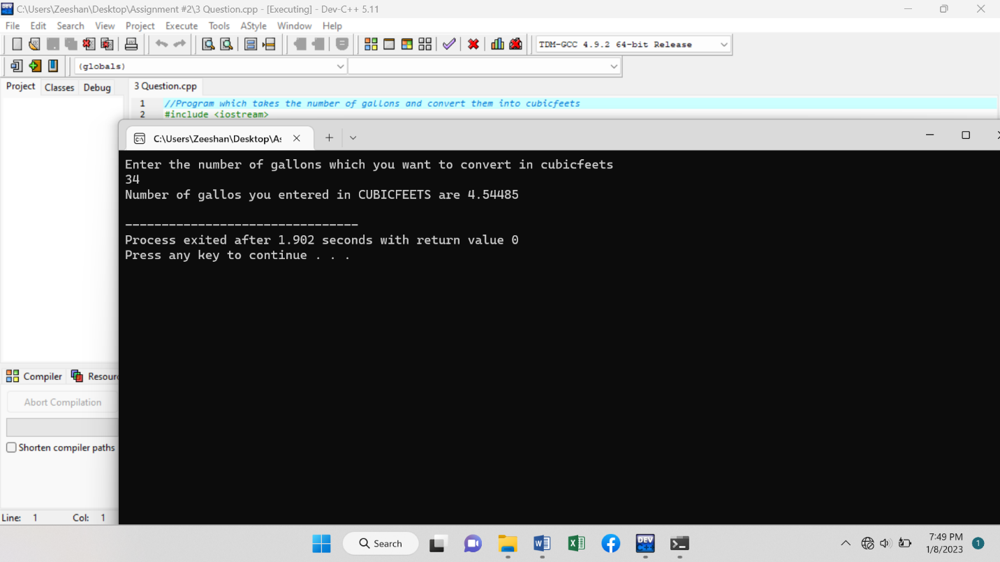 C:\Users\Zeeshan\Desktop\Assignment #2\3 Question.cpp - [Executing] - Dev-C++ 5.11
File Edit Search View Project Execute Tools AStyle Window Help
TDM-GCC 4.9.2 64-bit Release
(globals)
Project Classes Debug 3 Question.cpp
1 //Program which takes the number of gallons and convert them into cubicfeets
2 #include <iostream>
C:\Users\Zeeshan\Desktop\As
Enter the number of gallons which you want to convert in cubicfeets
34
Number of gallos you entered in CUBICFEETS are 4.54485
--------------------------------
Process exited after 1.902 seconds with return value 0
Press any key to continue . . .
Compiler Resour
Abort Compilation
Shorten compiler paths
Line: 1 Col: 1
Search
DEV C++
7:49 PM
1/8/2023
1